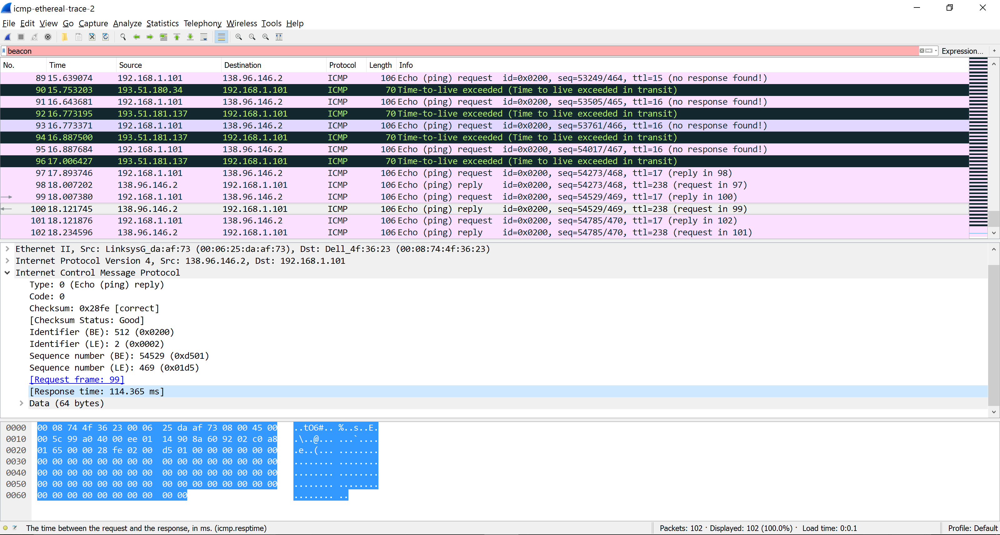 icmp-ethereal-trace-2
File Edit View Go Capture Analyze Statistics Telephony Wireless Tools Help
beacon Expression... +
No. Time Source Destination Protocol Length Info
89 15.639074 192.168.1.101 138.96.146.2 ICMP 106 Echo (ping) request id=0x0200, seq=53249/464, ttl=15 (no response found!)
90 15.753203 193.51.180.34 192.168.1.101 ICMP 70 Time-to-live exceeded (Time to live exceeded in transit)
91 16.643681 192.168.1.101 138.96.146.2 ICMP 106 Echo (ping) request id=0x0200, seq=53505/465, ttl=16 (no response found!)
92 16.773195 193.51.181.137 192.168.1.101 ICMP 70 Time-to-live exceeded (Time to live exceeded in transit)
93 16.773371 192.168.1.101 138.96.146.2 ICMP 106 Echo (ping) request id=0x0200, seq=53761/466, ttl=16 (no response found!)
94 16.887500 193.51.181.137 192.168.1.101 ICMP 70 Time-to-live exceeded (Time to live exceeded in transit)
95 16.887684 192.168.1.101 138.96.146.2 ICMP 106 Echo (ping) request id=0x0200, seq=54017/467, ttl=16 (no response found!)
96 17.006427 193.51.181.137 192.168.1.101 ICMP 70 Time-to-live exceeded (Time to live exceeded in transit)
97 17.893746 192.168.1.101 138.96.146.2 ICMP 106 Echo (ping) request id=0x0200, seq=54273/468, ttl=17 (reply in 98)
98 18.007202 138.96.146.2 192.168.1.101 ICMP 106 Echo (ping) reply id=0x0200, seq=54273/468, ttl=238 (request in 97)
99 18.007380 192.168.1.101 138.96.146.2 ICMP 106 Echo (ping) request id=0x0200, seq=54529/469, ttl=17 (reply in 100)
100 18.121745 138.96.146.2 192.168.1.101 ICMP 106 Echo (ping) reply id=0x0200, seq=54529/469, ttl=238 (request in 99)
101 18.121876 192.168.1.101 138.96.146.2 ICMP 106 Echo (ping) request id=0x0200, seq=54785/470, ttl=17 (reply in 102)
102 18.234596 138.96.146.2 192.168.1.101 ICMP 106 Echo (ping) reply id=0x0200, seq=54785/470, ttl=238 (request in 101)
Ethernet II, Src: LinksysG_da:af:73 (00:06:25:da:af:73), Dst: Dell_4f:36:23 (00:08:74:4f:36:23)
Internet Protocol Version 4, Src: 138.96.146.2, Dst: 192.168.1.101
Internet Control Message Protocol
Type: 0 (Echo (ping) reply)
Code: 0
Checksum: 0x28fe [correct]
[Checksum Status: Good]
Identifier (BE): 512 (0x0200)
Identifier (LE): 2 (0x0002)
Sequence number (BE): 54529 (0xd501)
Sequence number (LE): 469 (0x01d5)
[Request frame: 99]
[Response time: 114.365 ms]
Data (64 bytes)
0000 00 08 74 4f 36 23 00 06 25 da af 73 08 00 45 00 ..tO6#.. %..s..E.
0010 00 5c 99 a0 40 00 ee 01 14 90 8a 60 92 02 c0 a8 .\..@... ...`....
0020 01 65 00 00 28 fe 02 00 d5 01 00 00 00 00 00 00 .e..(... ........
0030 00 00 00 00 00 00 00 00 00 00 00 00 00 00 00 00 ........ ........
0040 00 00 00 00 00 00 00 00 00 00 00 00 00 00 00 00 ........ ........
0050 00 00 00 00 00 00 00 00 00 00 00 00 00 00 00 00 ........ ........
0060 00 00 00 00 00 00 00 00 00 00 ........ ..
The time between the request and the response, in ms. (icmp.resptime) Packets: 102 · Displayed: 102 (100.0%) · Load time: 0:0.1 Profile: Default